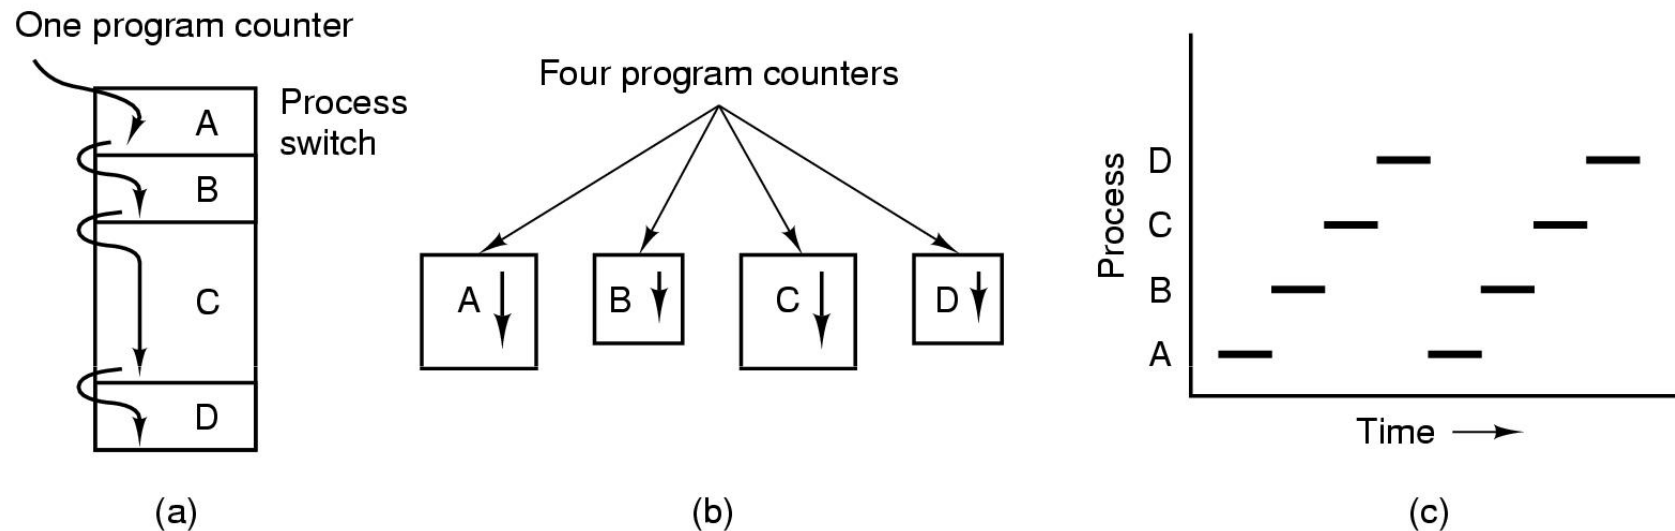 One program counter
A
Process
switch
B
C
D
(a)
Four program counters
A
B
C
D
(b)
Process
D
C
B
A
Time
(c)